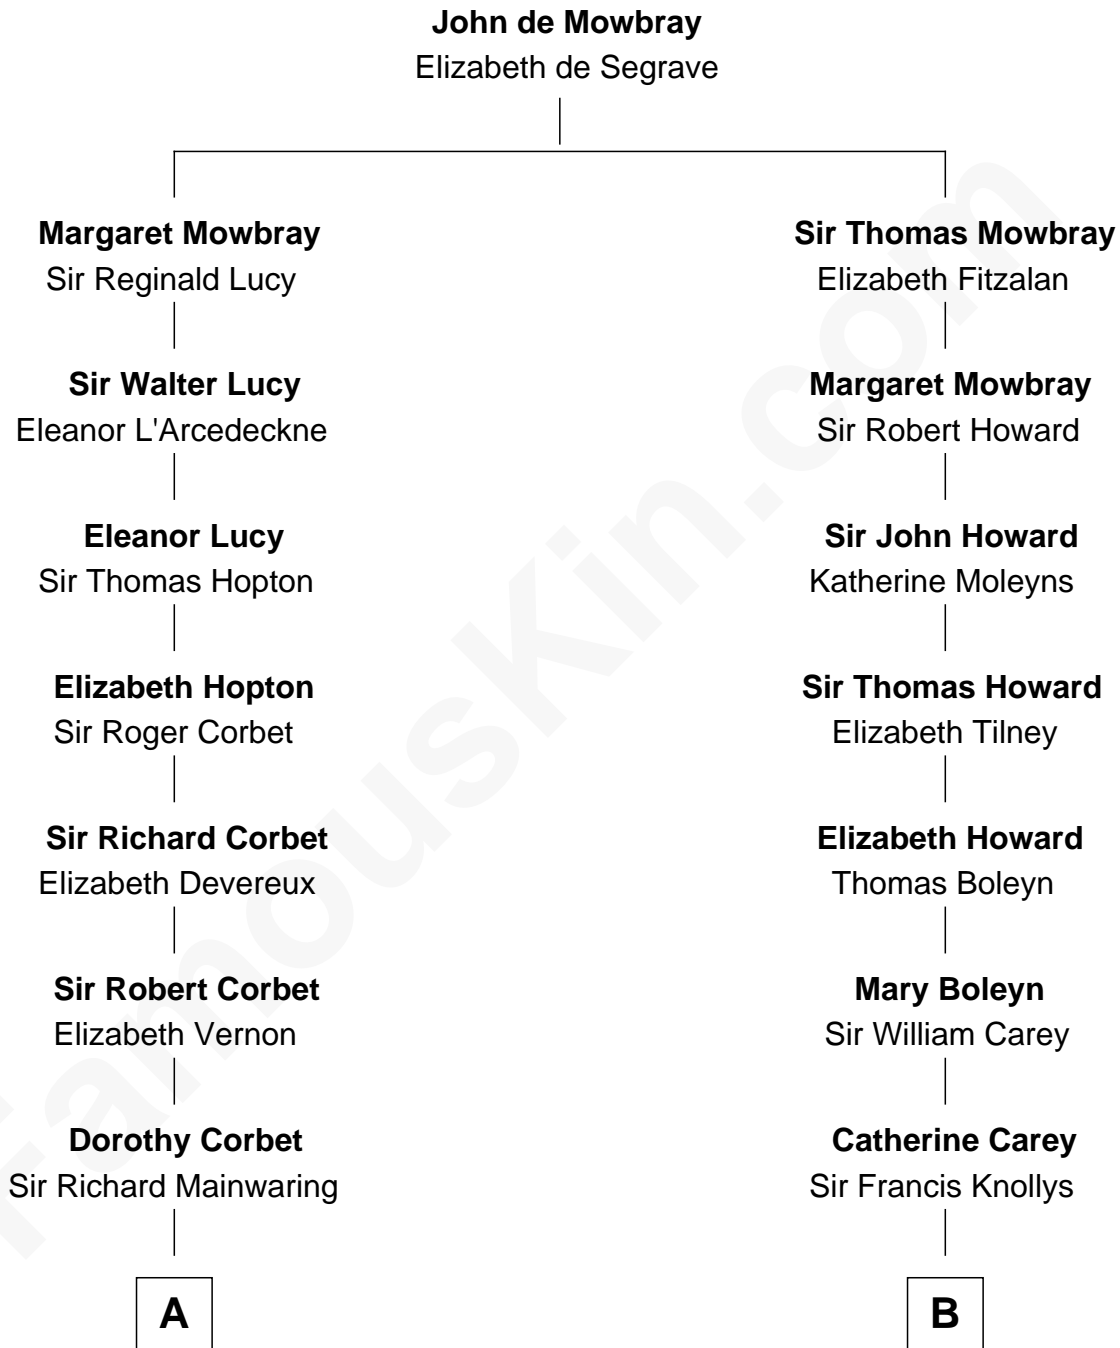 John de Mowbray
Elizabeth de Segrave
Margaret Mowbray
Sir Reginald Lucy
Sir Thomas Mowbray
Elizabeth Fitzalan
Sir Walter Lucy
Eleanor L'Arcedeckne
Margaret Mowbray
Sir Robert Howard
Eleanor Lucy
Sir Thomas Hopton
Sir John Howard
Katherine Moleyns
Elizabeth Hopton
Sir Roger Corbet
Sir Thomas Howard
Elizabeth Tilney
Sir Richard Corbet
Elizabeth Devereux
Elizabeth Howard
Thomas Boleyn
Sir Robert Corbet
Elizabeth Vernon
Mary Boleyn
Sir William Carey
Dorothy Corbet
Sir Richard Mainwaring
Catherine Carey
Sir Francis Knollys
A
B
FamousKin.com